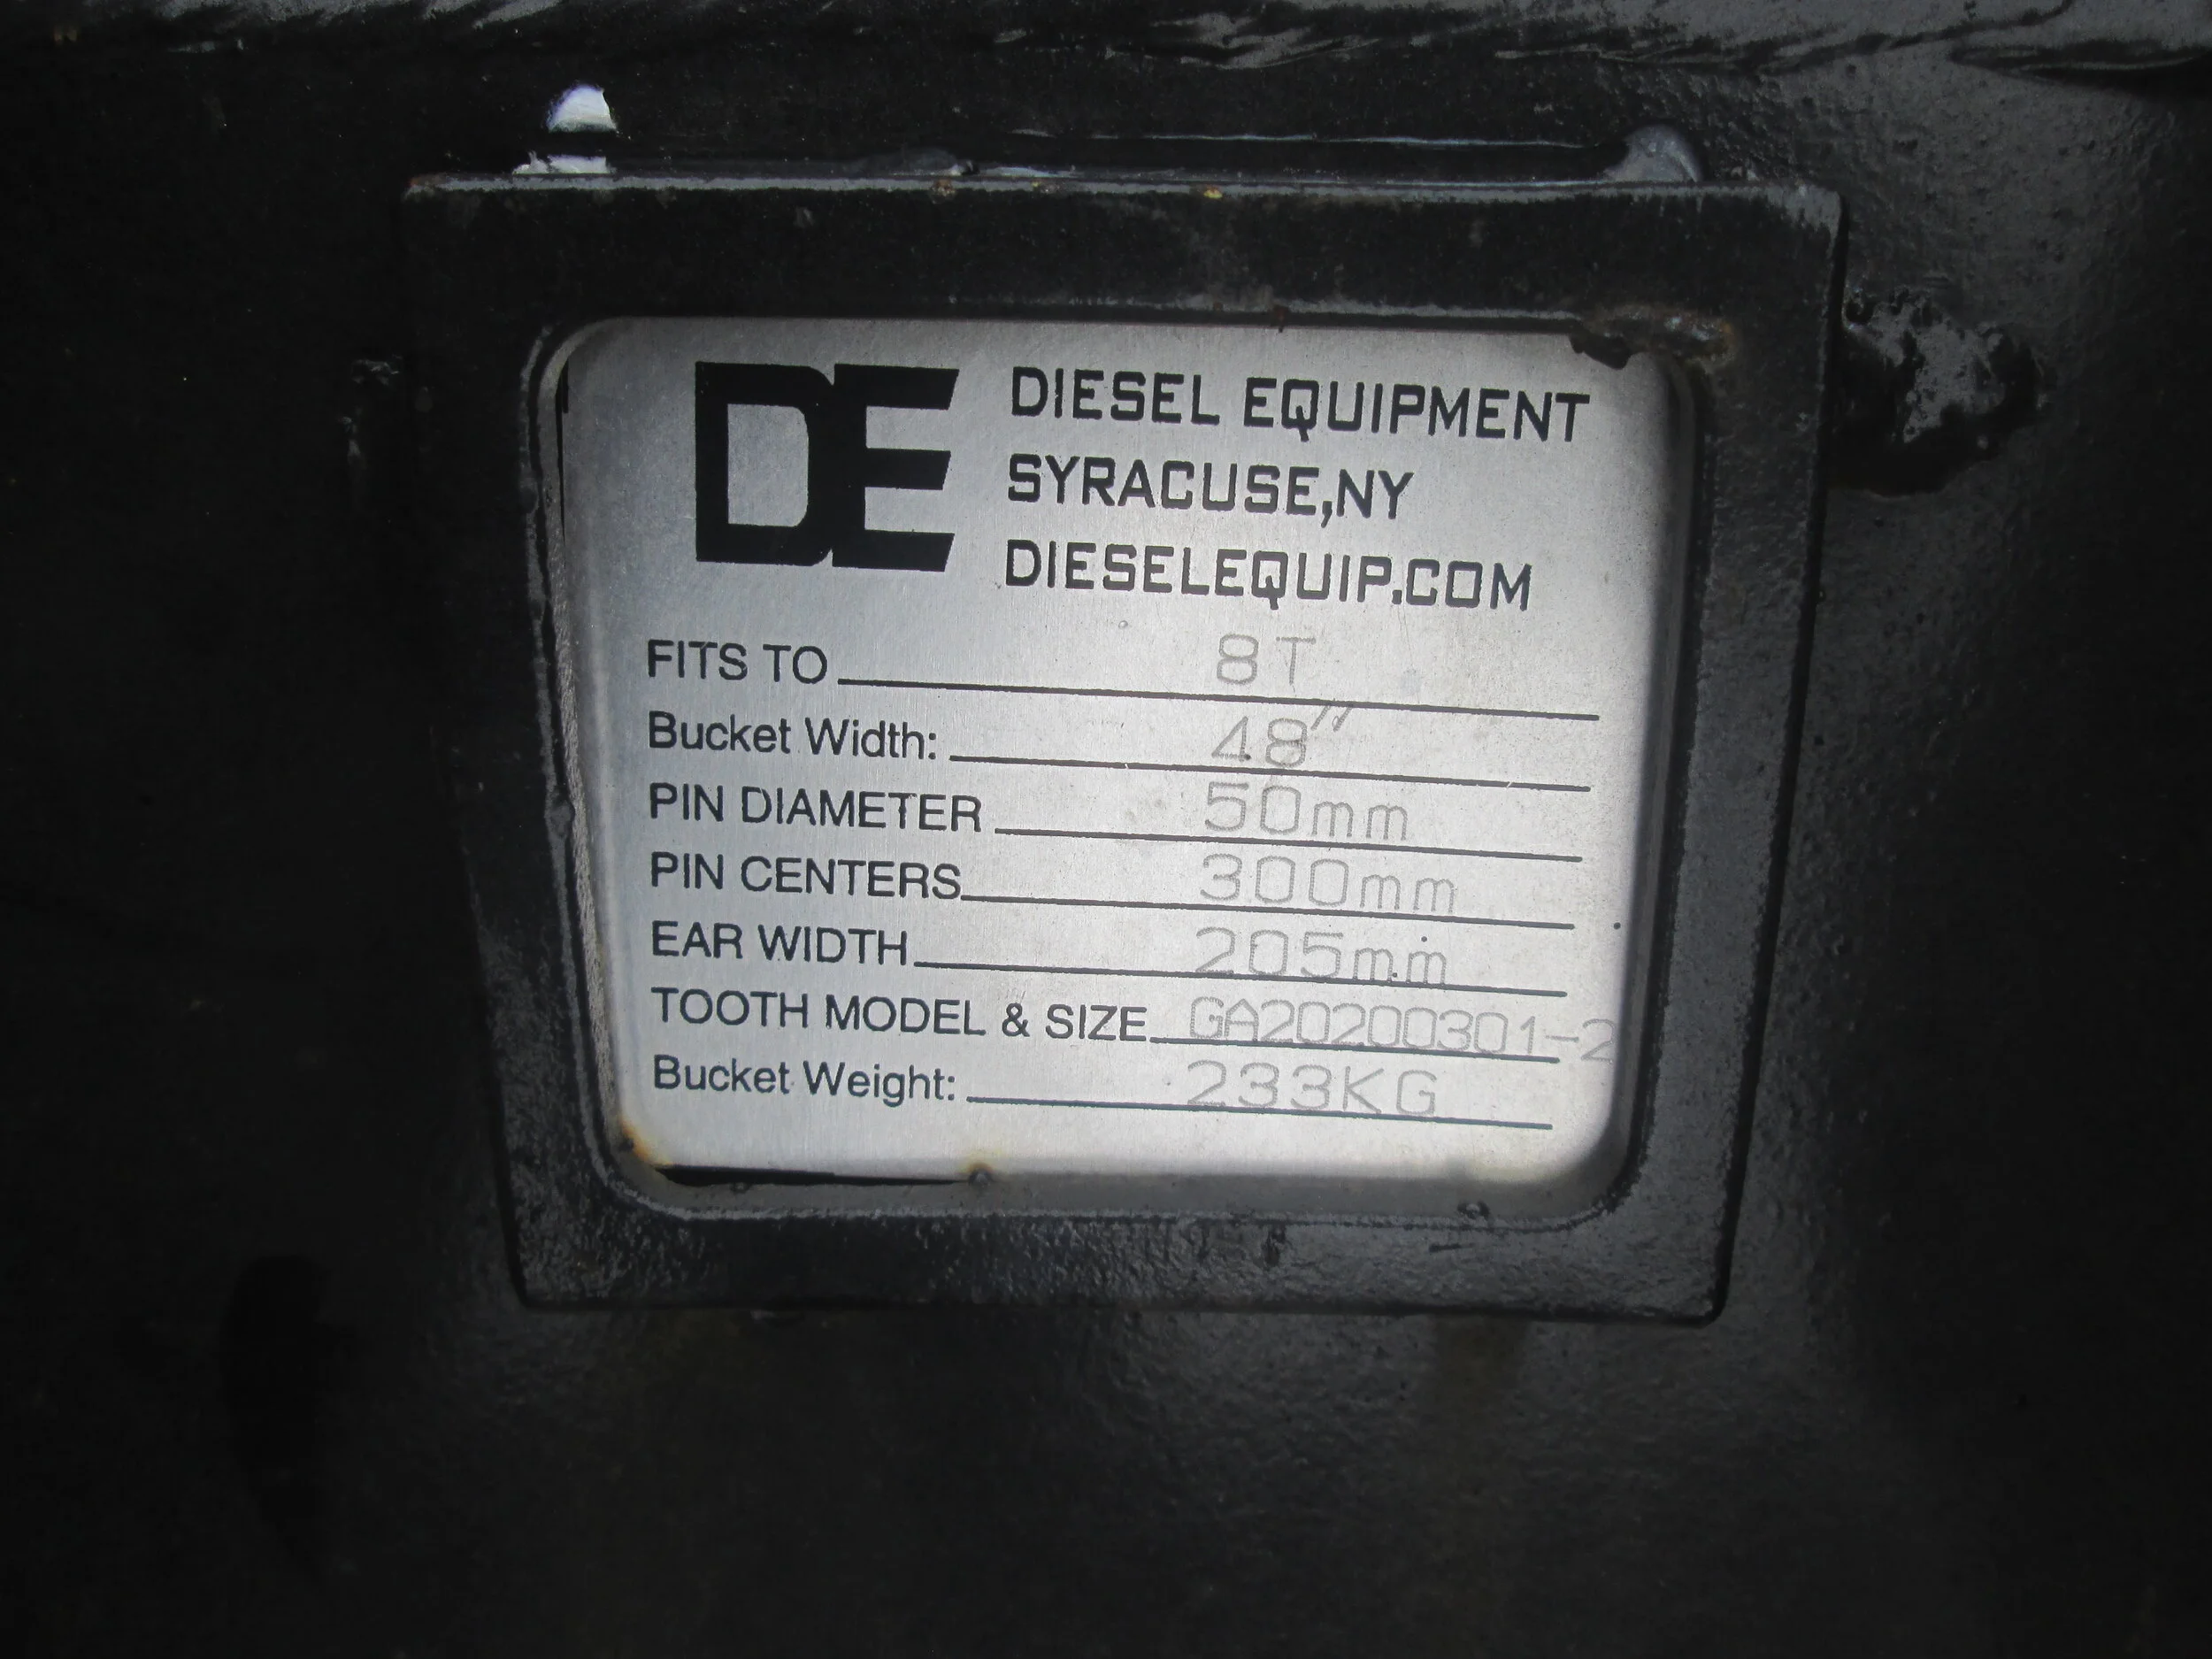 DE
DIESEL EQUIPMENT
SYRACUSE,NY
DIESELEQUIP.COM
FITS TO 8T
Bucket Width: 48"
PIN DIAMETER 50mm
PIN CENTERS 300mm
EAR WIDTH 205mm
TOOTH MODEL & SIZE GA20200301-2
Bucket Weight: 233KG